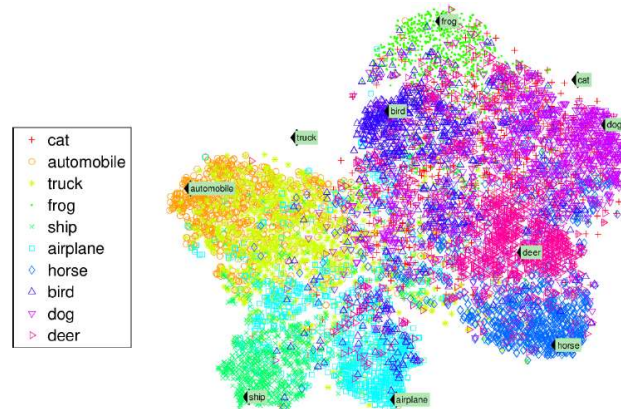 frog
cat
bird
dog
truck
cat
automobile
truck
frog
ship
airplane
horse
bird
dog
deer
automobile
deer
horse
ship
airplane